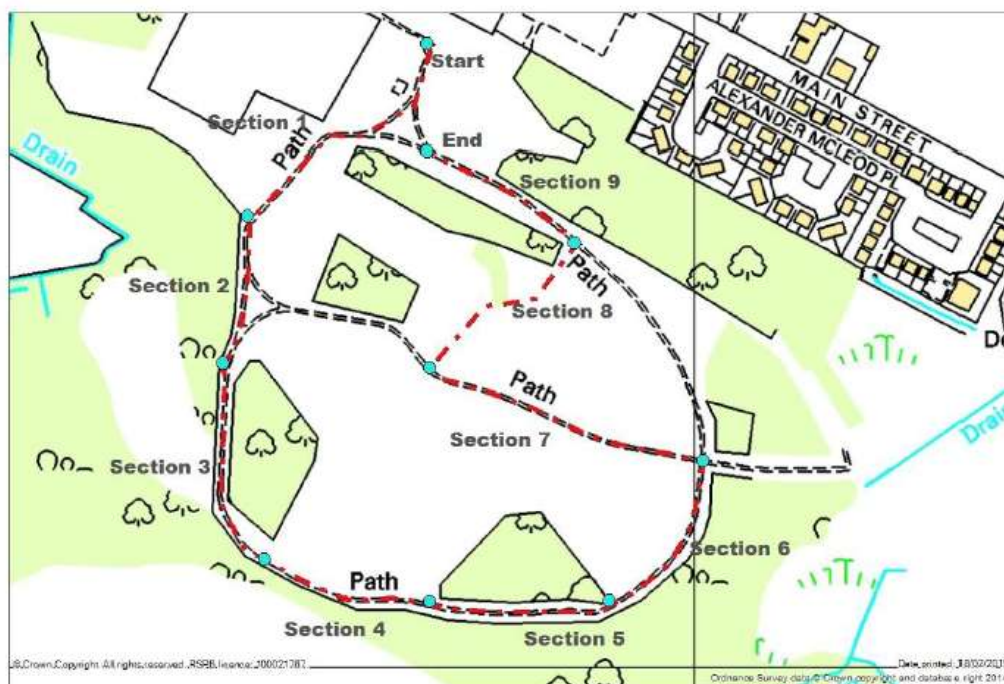 Start
MAIN STREET
ALEXANDER MCLEOD PL
Section 1
Path
End
Drain
Section 9
Section 2
Path
Section 8
Path
Section 7
Drain
Section 3
Section 6
Path
Section 4
Section 5
© Crown Copyright. All rights reserved. RSPB licence:
Date printed:
Ordnance Survey data © Crown copyright and database right